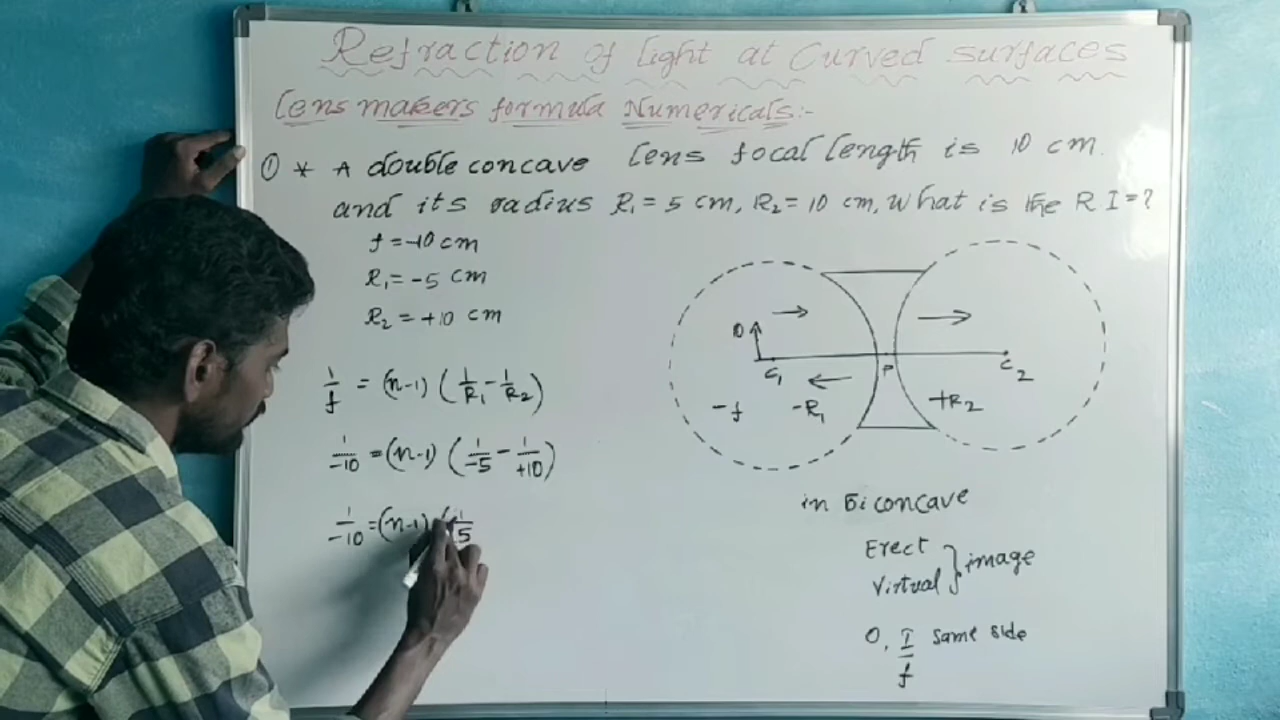 Refraction of light at Curved surfaces
Lens makers formula Numericals:-
① * A double concave lens focal length is 10 cm.
and its radius R₁ = 5 cm, R₂ = 10 cm, What is the R I = ?
f = -10 cm
R₁ = -5 cm
R₂ = +10 cm
1/f = (n-1) (1/R₁ - 1/R₂)
1/-10 = (n-1) (1/-5 - 1/+10)
1/-10 = (n-1) (1/5
O
C₁
P
C₂
-f
-R₁
+R₂
in Biconcave
Erect
Virtual } image
O, I same side
f